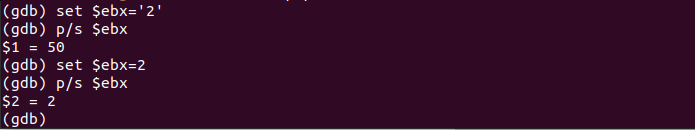 (gdb) set $ebx='2'
(gdb) p/s $ebx
$1 = 50
(gdb) set $ebx=2
(gdb) p/s $ebx
$2 = 2
(gdb)